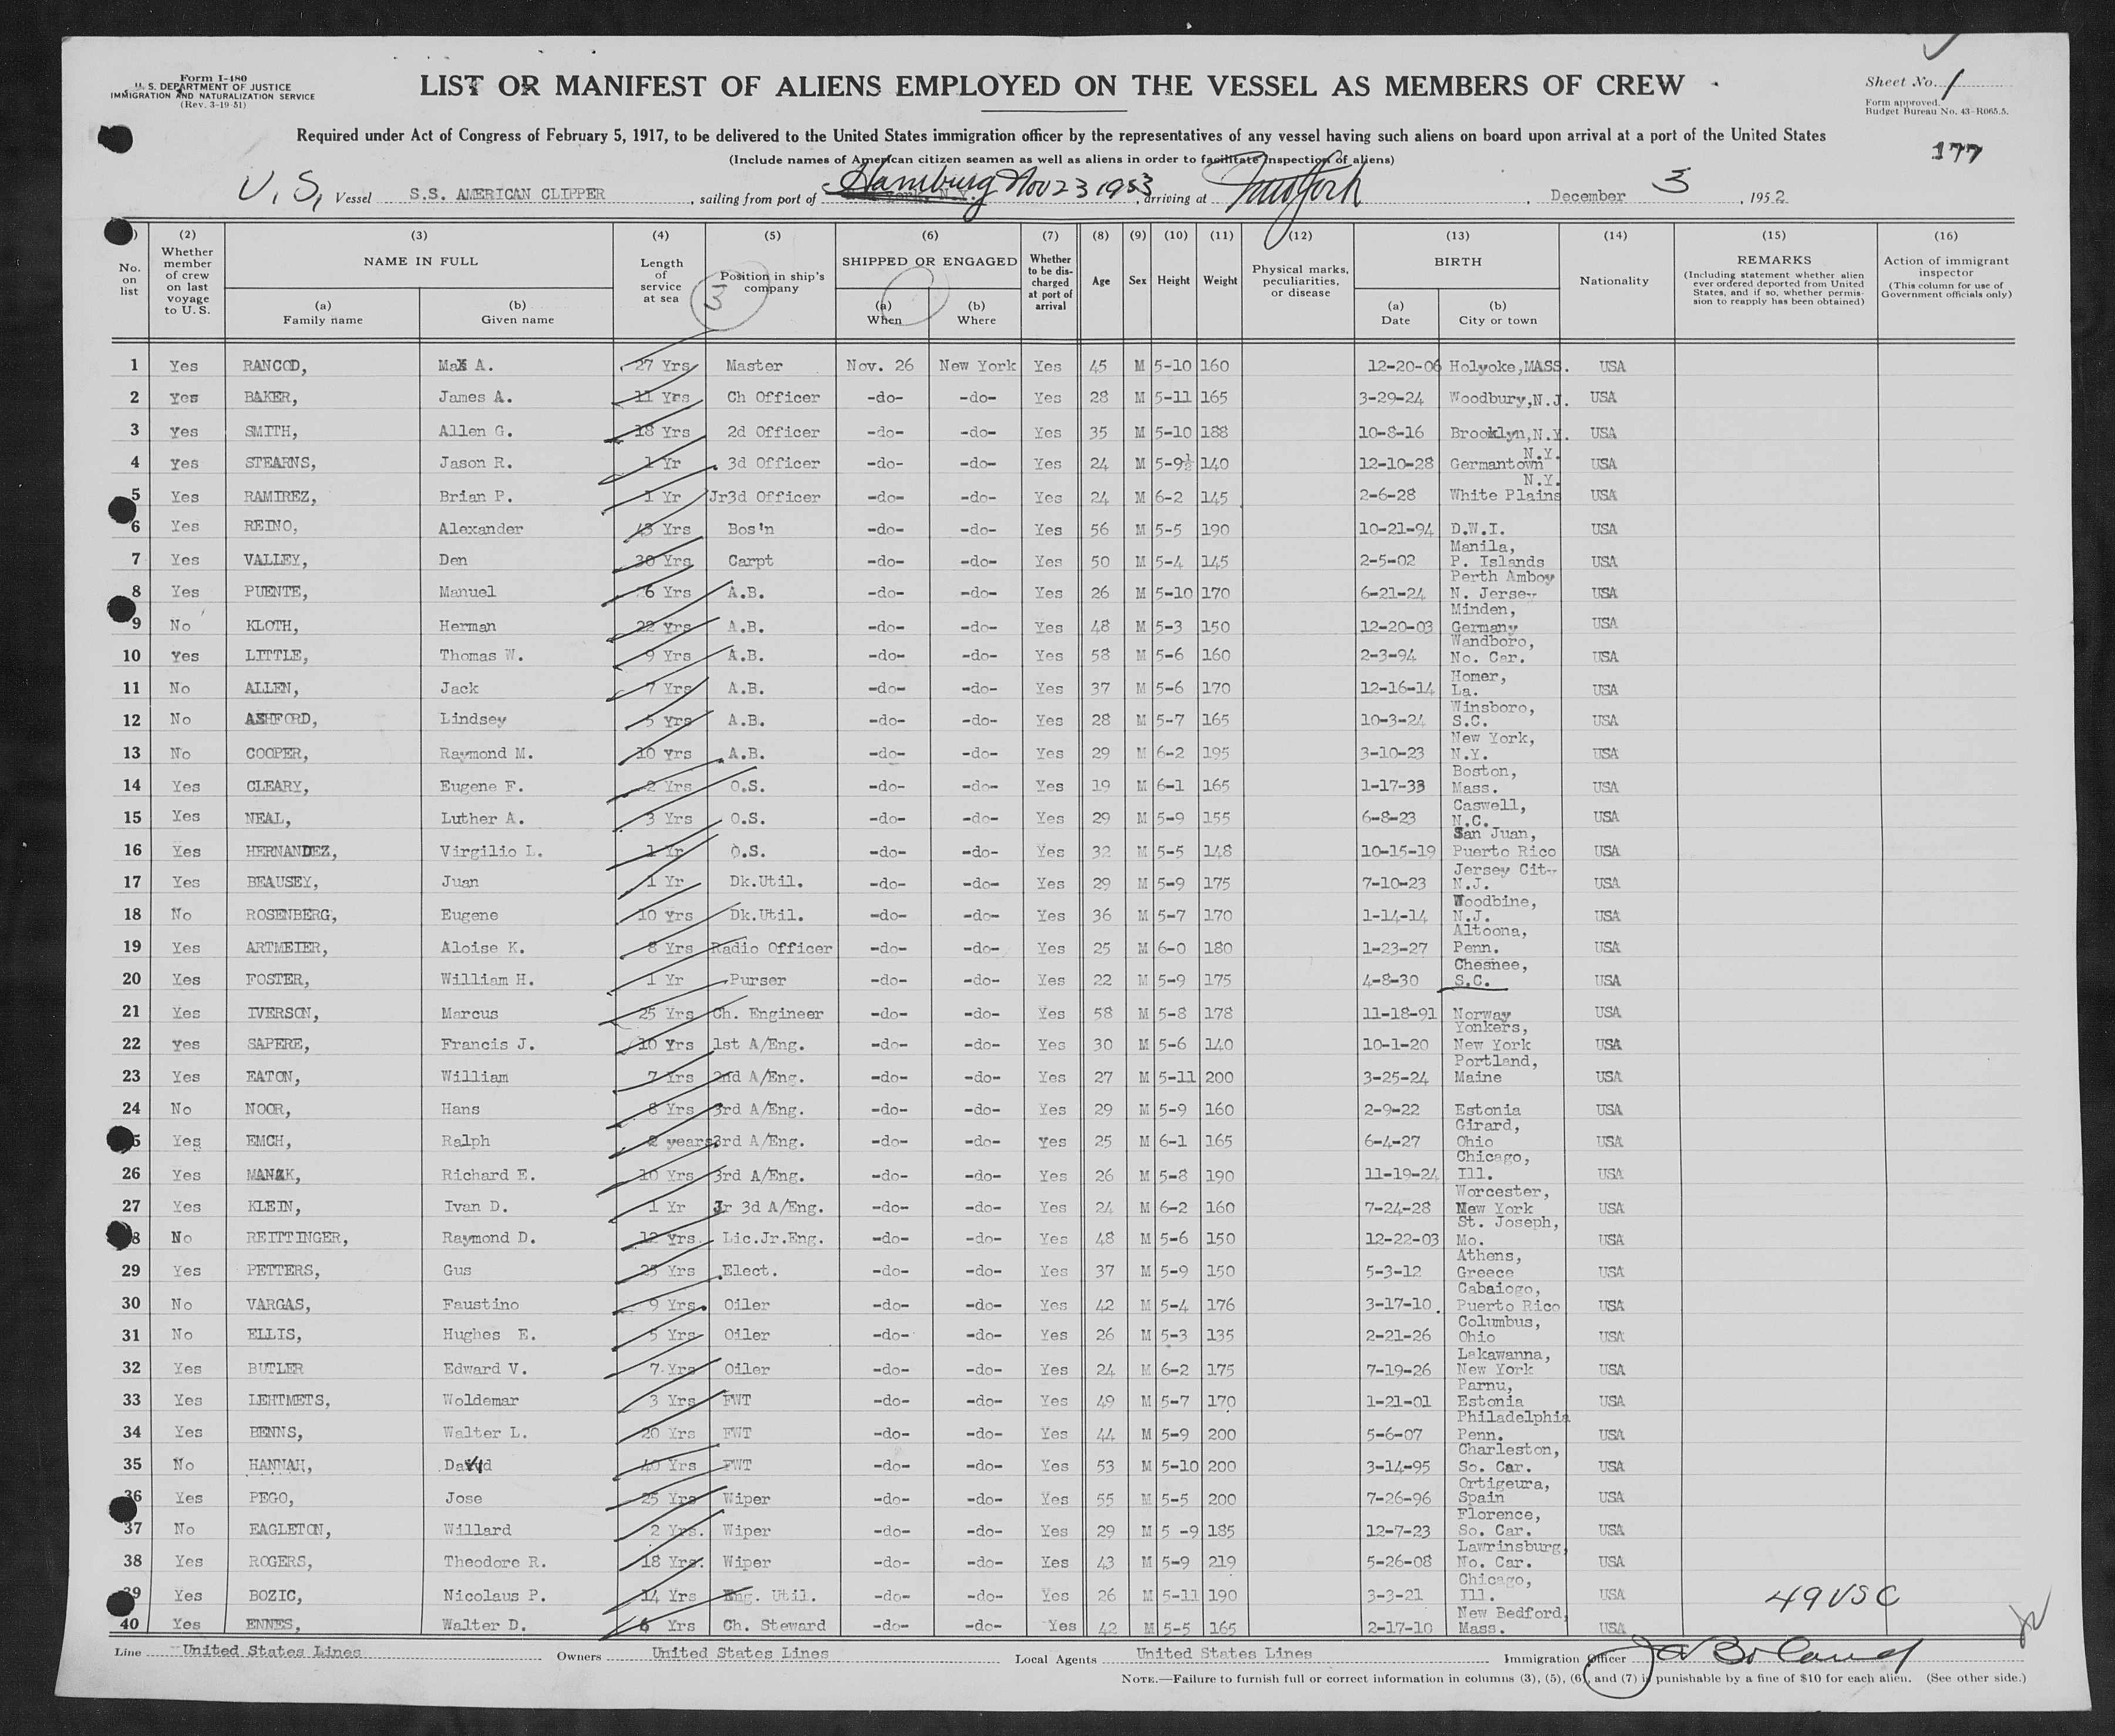 Form I-480
U. S. DEPARTMENT OF JUSTICE
IMMIGRATION AND NATURALIZATION SERVICE
(Rev. 3-19-51)
LIST OR MANIFEST OF ALIENS EMPLOYED ON THE VESSEL AS MEMBERS OF CREW
Sheet No. 1
Form approved.
Budget Bureau No. 43-R065.5.
Required under Act of Congress of February 5, 1917, to be delivered to the United States immigration officer by the representatives of any vessel having such aliens on board upon arrival at a port of the United States
(Include names of American citizen seamen as well as aliens in order to facilitate inspection of aliens)
177
U.S. Vessel S.S. AMERICAN CLIPPER, sailing from port of Hamburg Nov 23 1953, arriving at New York, December 3, 1952
(2) (3) (4) (5) (6) (7) (8) (9) (10) (11) (12) (13) (14) (15) (16)
No. on list Whether member of crew on last voyage to U. S. NAME IN FULL Length of service at sea Position in ship's company SHIPPED OR ENGAGED Whether to be discharged at port of arrival Age Sex Height Weight Physical marks, peculiarities, or disease BIRTH Nationality REMARKS (Including statement whether alien ever ordered deported from United States, and if so, whether permission to reapply has been obtained) Action of immigrant inspector (This column for use of Government officials only)
(a) Family name (b) Given name (a) When (b) Where (a) Date (b) City or town
3
1 Yes RANCOD, Max A. 27 Yrs Master Nov. 26 New York Yes 45 M 5-10 160 12-20-06 Holyoke, MASS. USA
2 Yes BAKER, James A. 11 Yrs Ch Officer -do- -do- Yes 28 M 5-11 165 3-29-24 Woodbury, N.J. USA
3 Yes SMITH, Allen G. 18 Yrs 2d Officer -do- -do- Yes 35 M 5-10 188 10-8-16 Brooklyn, N.Y. USA
4 Yes STEARNS, Jason R. 1 Yr 3d Officer -do- -do- Yes 24 M 5-9½ 140 12-10-28 Germantown N.Y. USA
5 Yes RAMIREZ, Brian P. 1 Yr Jr3d Officer -do- -do- Yes 24 M 6-2 145 2-6-28 White Plains N.Y. USA
6 Yes REINO, Alexander 43 Yrs Bos'n -do- -do- Yes 56 M 5-5 190 10-21-94 D.W.I. USA
7 Yes VALLEY, Den 30 Yrs Carpt -do- -do- Yes 50 M 5-4 145 2-5-02 Manila, P. Islands USA
8 Yes PUENTE, Manuel 6 Yrs A.B. -do- -do- Yes 26 M 5-10 170 6-21-24 Perth Amboy N. Jersey USA
9 No KLOTH, Herman 22 Yrs A.B. -do- -do- Yes 48 M 5-3 150 12-20-03 Minden, Germany USA
10 Yes LITTLE, Thomas W. 9 Yrs A.B. -do- -do- Yes 58 M 5-6 160 2-3-94 Wandboro, No. Car. USA
11 No ALLEN, Jack 7 Yrs A.B. -do- -do- Yes 37 M 5-6 170 12-16-14 Homer, La. USA
12 No ASHFORD, Lindsey 5 Yrs A.B. -do- -do- Yes 28 M 5-7 165 10-3-24 Winsboro, S.C. USA
13 No COOPER, Raymond M. 10 Yrs A.B. -do- -do- Yes 29 M 6-2 195 3-10-23 New York, N.Y. USA
14 Yes CLEARY, Eugene F. 2 Yrs O.S. -do- -do- Yes 19 M 6-1 165 1-17-33 Boston, Mass. USA
15 Yes NEAL, Luther A. 3 Yrs O.S. -do- -do- Yes 29 M 5-9 155 6-8-23 Caswell, N.C. USA
16 Yes HERNANDEZ, Virgilio L. 1 Yr O.S. -do- -do- Yes 32 M 5-5 148 10-15-19 San Juan, Puerto Rico USA
17 Yes BEAUSEY, Juan 1 Yr Dk.Util. -do- -do- Yes 29 M 5-9 175 7-10-23 Jersey City N.J. USA
18 No ROSENBERG, Eugene 10 Yrs Dk.Util. -do- -do- Yes 36 M 5-7 170 1-14-14 Woodbine, N.J. USA
19 Yes ARTMEIER, Aloise K. 8 Yrs Radio Officer -do- -do- Yes 25 M 6-0 180 1-23-27 Altoona, Penn. USA
20 Yes FOSTER, William H. 1 Yr Purser -do- -do- Yes 22 M 5-9 175 4-8-30 Chesnee, S.C. USA
21 Yes IVERSON, Marcus 25 Yrs Ch. Engineer -do- -do- Yes 58 M 5-8 178 11-18-91 Norway USA
22 Yes SAPERE, Francis J. 10 Yrs 1st A/Eng. -do- -do- Yes 30 M 5-6 140 10-1-20 Yonkers, New York USA
23 Yes EATON, William 7 Yrs 2nd A/Eng. -do- -do- Yes 27 M 5-11 200 3-25-24 Portland, Maine USA
24 No NOOR, Hans 8 Yrs 3rd A/Eng. -do- -do- Yes 29 M 5-9 160 2-9-22 Estonia USA
25 Yes EMCH, Ralph 2 years 3rd A/Eng. -do- -do- Yes 25 M 6-1 165 6-4-27 Girard, Ohio USA
26 Yes MANAK, Richard E. 10 Yrs 3rd A/Eng. -do- -do- Yes 26 M 5-8 190 11-19-24 Chicago, Ill. USA
27 Yes KLEIN, Ivan D. 1 Yr Jr 3d A/Eng. -do- -do- Yes 24 M 6-2 160 7-24-28 Worcester, New York USA
28 No REITTINGER, Raymond D. 12 Yrs. Lic.Jr.Eng. -do- -do- Yes 48 M 5-6 150 12-22-03 St. Joseph, Mo. USA
29 Yes PETTERS, Gus 25 Yrs Elect. -do- -do- Yes 37 M 5-9 150 5-3-12 Athens, Greece USA
30 No VARGAS, Faustino 9 Yrs. Oiler -do- -do- Yes 42 M 5-4 176 3-17-10. Cabaiogo, Puerto Rico USA
31 No ELLIS, Hughes E. 5 Yrs Oiler -do- -do- Yes 26 M 5-3 135 2-21-26 Columbus, Ohio USA
32 Yes BUTLER Edward V. 7 Yrs Oiler -do- -do- Yes 24 M 6-2 175 7-19-26 Lakawanna, New York USA
33 Yes LEHTMETS, Woldemar 3 Yrs FWT -do- -do- Yes 49 M 5-7 170 1-21-01 Parnu, Estonia USA
34 Yes BENNS, Walter L. 20 Yrs FWT -do- -do- Yes 44 M 5-9 200 5-6-07 Philadelphia Penn. USA
35 No HANNAH, David 40 Yrs FWT -do- -do- Yes 53 M 5-10 200 3-14-95 Charleston, So. Car. USA
36 Yes PEGO, Jose 25 Yrs Wiper -do- -do- Yes 55 M 5-5 200 7-26-96 Ortigeura, Spain USA
37 No EAGLETON, Willard 2 Yrs. Wiper -do- -do- Yes 29 M 5 -9 185 12-7-23 Florence, So. Car. USA
38 Yes ROGERS, Theodore R. 18 Yrs. Wiper -do- -do- Yes 43 M 5-9 219 5-26-08 Lawrinsburg, No. Car. USA
39 Yes BOZIC, Nicolaus P. 14 Yrs Eng. Util. -do- -do- Yes 26 M 5-11 190 3-3-21 Chicago, Ill. USA 49 USC
40 Yes ENNES, Walter D. 6 Yrs Ch. Steward -do- -do- Yes 42 M 5-5 165 2-17-10 New Bedford, Mass. USA
Line United States Lines Owners United States Lines Local Agents United States Lines Immigration Officer
NOTE.—Failure to furnish full or correct information in columns (3), (5), (6), and (7) is punishable by a fine of $10 for each alien. (See other side.)